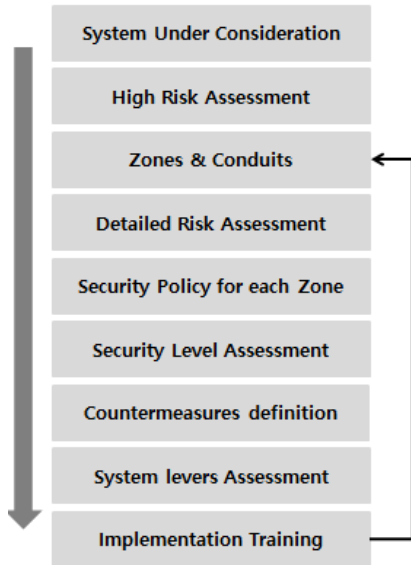 System Under Consideration
High Risk Assessment
Zones & Conduits
Detailed Risk Assessment
Security Policy for each Zone
Security Level Assessment
Countermeasures definition
System levers Assessment
Implementation Training